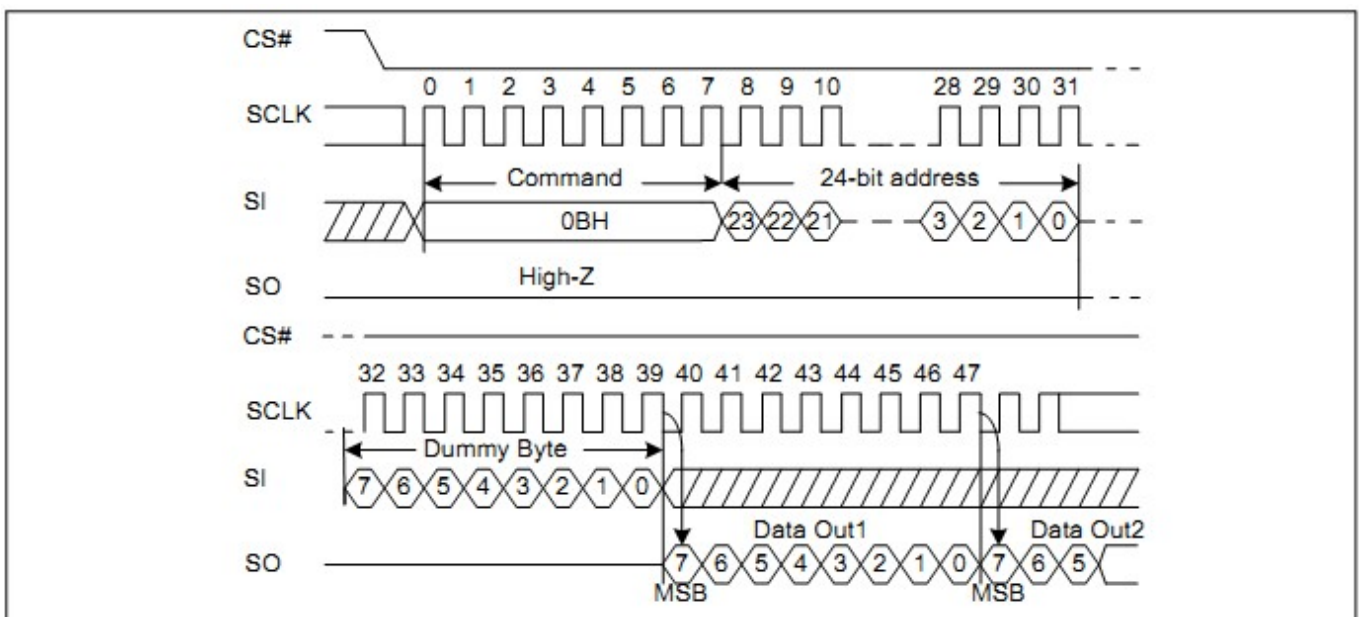 CS#
0 1 2 3 4 5 6 7 8 9 10 28 29 30 31
SCLK
Command 24-bit address
SI
0BH 23 22 21 3 2 1 0
High-Z
SO
CS#
32 33 34 35 36 37 38 39 40 41 42 43 44 45 46 47
SCLK
Dummy Byte
SI
7 6 5 4 3 2 1 0
Data Out1 Data Out2
SO
7 6 5 4 3 2 1 0 7 6 5
MSB MSB